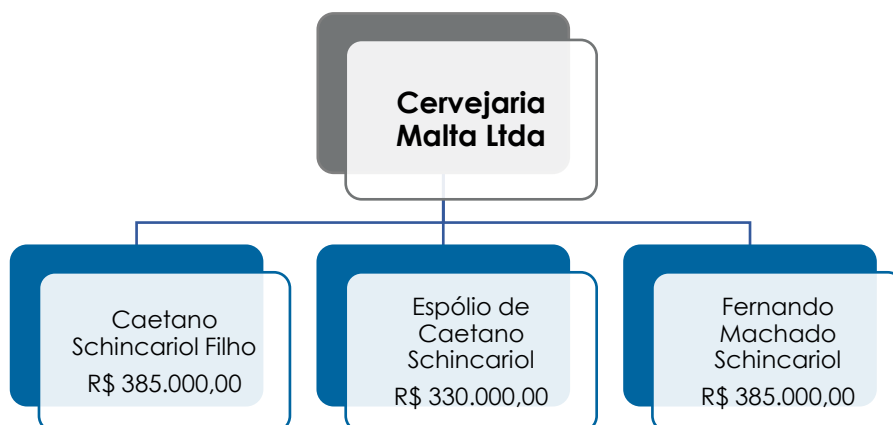 Cervejaria
Malta Ltda
Caetano
Schincariol Filho
R$ 385.000,00
Espólio de
Caetano
Schincariol
R$ 330.000,00
Fernando
Machado
Schincariol
R$ 385.000,00